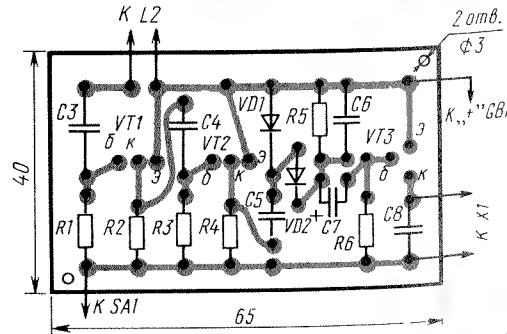 К L2
2 отв.
Ф3
C3
VT1
б
к
э
C4
VT2
б
к
э
VD1
R5
C6
VT3
э
б
к
К „+“ GB1
40
R1
R2
R3
R4
C5
VD2
+
C7
R6
C8
К X1
К SA1
65